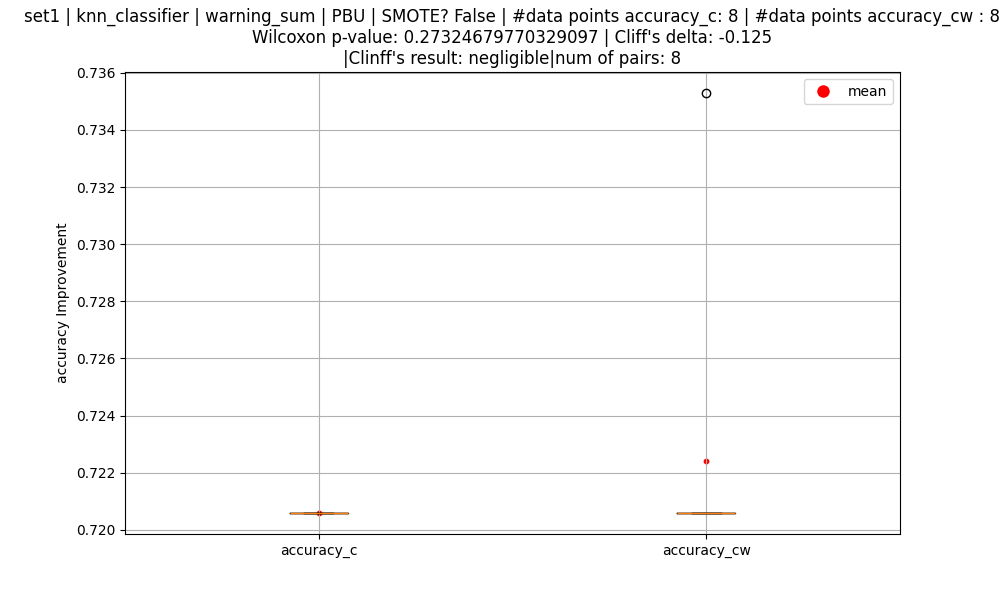 set1 | knn_classifier | warning_sum | PBU | SMOTE? False | #data points accuracy_c: 8 | #data points accuracy_cw : 8
Wilcoxon p-value: 0.27324679770329097 | Cliff's delta: -0.125
|Clinff's result: negligible|num of pairs: 8
mean
accuracy Improvement
0.736
0.734
0.732
0.730
0.728
0.726
0.724
0.722
0.720
accuracy_c
accuracy_cw